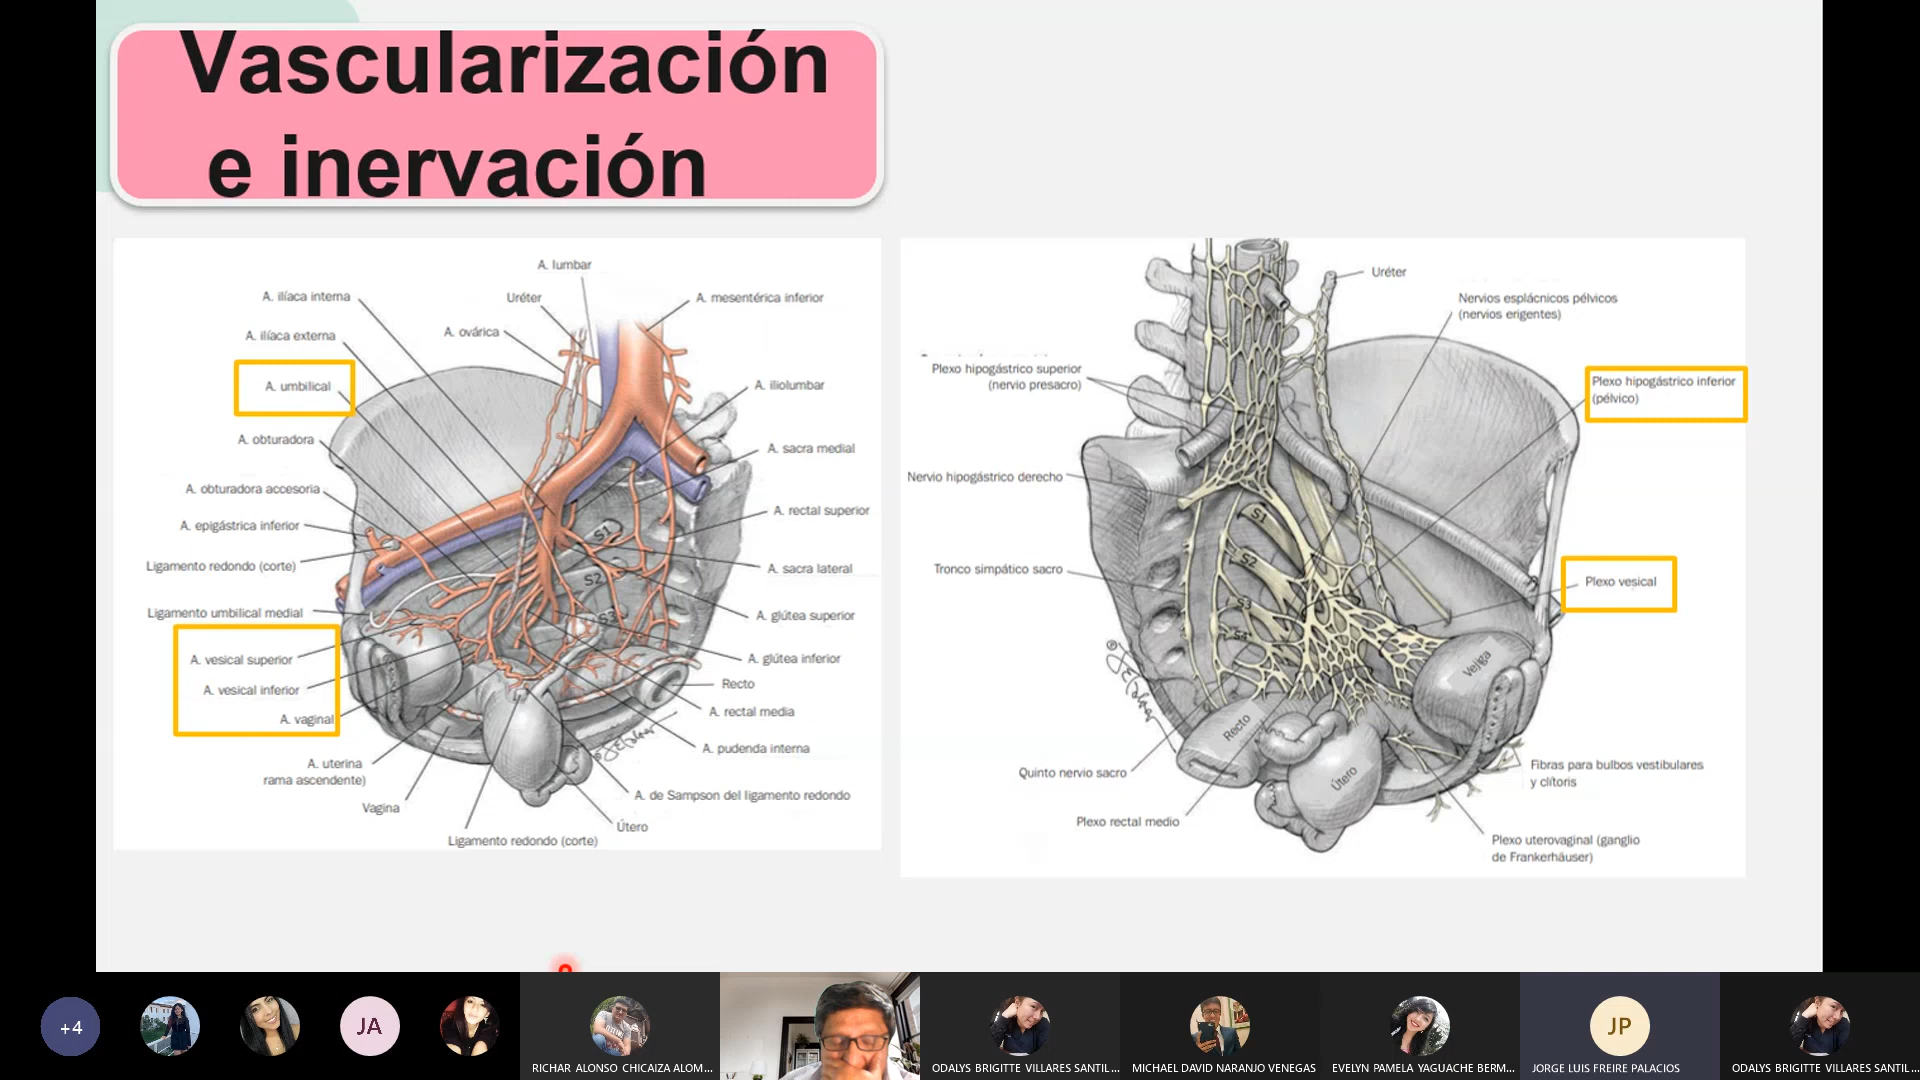 Vascularización
e inervación
A. lumbar
A. ilíaca interna
Uréter
A. mesentérica inferior
A. ilíaca externa
A. ovárica
A. umbilical
A. iliolumbar
A. obturadora
A. sacra medial
A. obturadora accesoria
A. rectal superior
A. epigástrica inferior
Ligamento redondo (corte)
A. sacra lateral
Ligamento umbilical medial
A. glútea superior
A. vesical superior
A. glútea inferior
A. vesical inferior
Recto
A. vaginal
A. rectal media
A. pudenda interna
A. uterina
rama ascendente)
A. de Sampson del ligamento redondo
Vagina
Útero
Ligamento redondo (corte)
S1
S2
S3
Uréter
Nervios esplácnicos pélvicos
(nervios erigentes)
Plexo hipogástrico superior
(nervio presacro)
Plexo hipogástrico inferior
(pélvico)
Nervio hipogástrico derecho
S1
S2
S3
S4
Tronco simpático sacro
Plexo vesical
Vejiga
Recto
Útero
Quinto nervio sacro
Fibras para bulbos vestibulares
y clítoris
Plexo rectal medio
Plexo uterovaginal (ganglio
de Frankerhäuser)
+4
JA
JP
RICHAR ALONSO CHICAIZA ALOM...
ODALYS BRIGITTE VILLARES SANTIL...
MICHAEL DAVID NARANJO VENEGAS
EVELYN PAMELA YAGUACHE BERM...
JORGE LUIS FREIRE PALACIOS
ODALYS BRIGITTE VILLARES SANTIL...